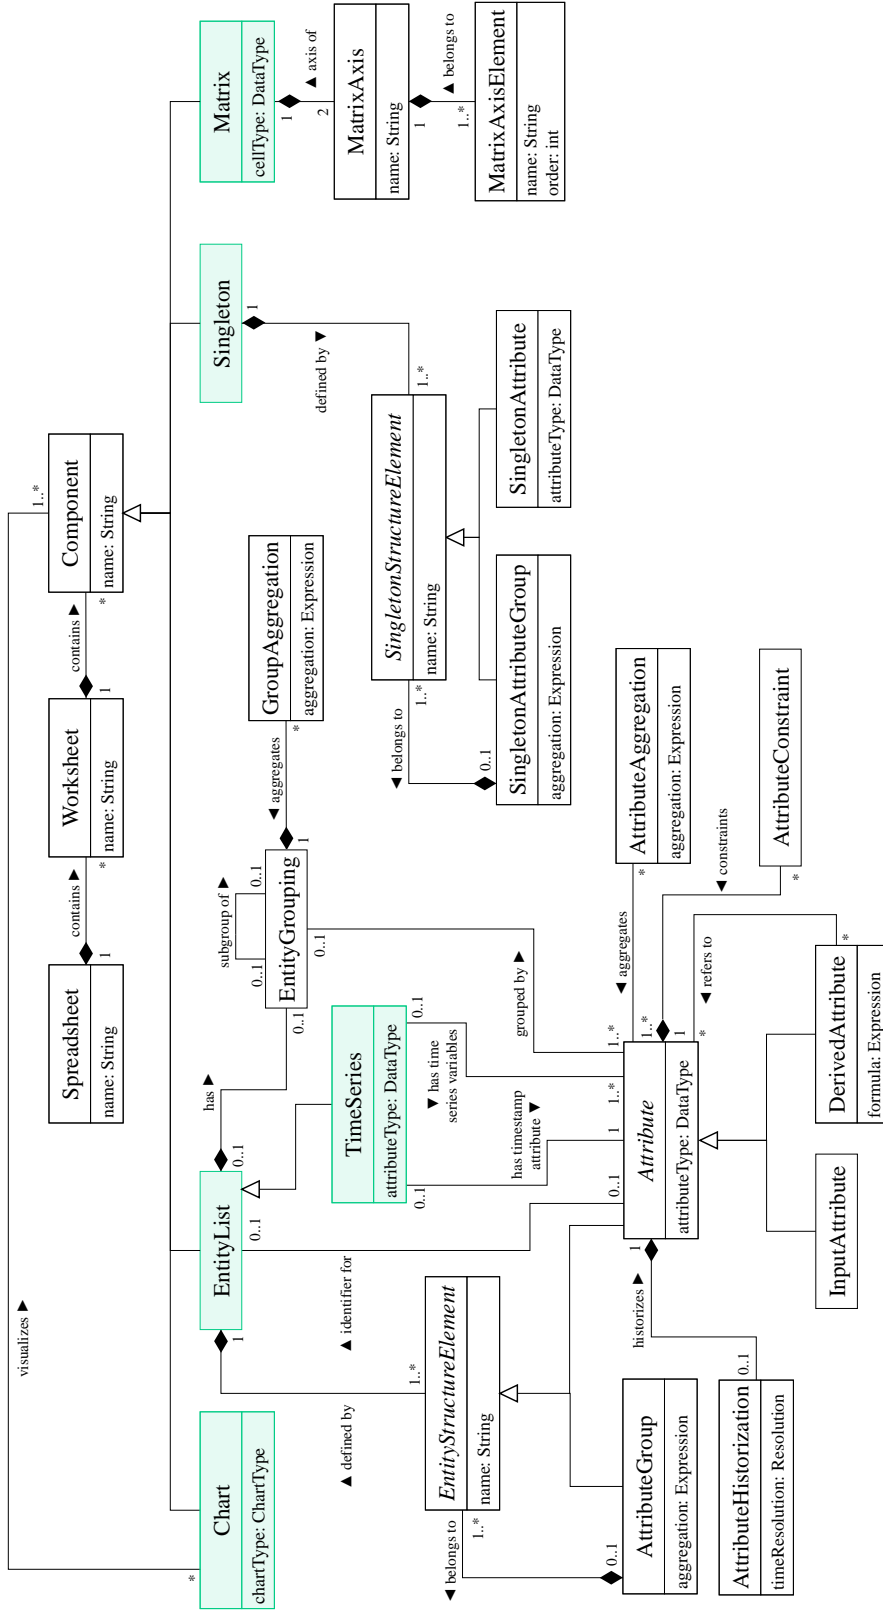 visualizes ▶
Spreadsheet
name: String
1
contains ▶
*
Worksheet
name: String
1
contains ▶
*
Component
name: String
1..*
*
Chart
chartType: ChartType
EntityList
1
0..1
0..1
has ▶
0..1
subgroup of ▶
0..1
0..1
EntityGrouping
0..1
1
◀ aggregates
*
GroupAggregation
aggregation: Expression
Singleton
1
defined by ▼
1..*
Matrix
cellType: DataType
1
▲ axis of
2
MatrixAxis
name: String
1
▲ belongs to
1..*
MatrixAxisElement
name: String
order: int
▲ defined by
1..*
▲ identifier for
0..1
TimeSeries
attributeType: DataType
0..1
0..1
has timestamp
attribute ▼
1
▼ has time
series variables
1..*
grouped by ▶
1..*
SingletonStructureElement
name: String
1..*
◀ belongs to
0..1
SingletonAttributeGroup
aggregation: Expression
SingletonAttribute
attributeType: DataType
EntityStructureElement
name: String
1..*
◀ belongs to
0..1
AttributeGroup
aggregation: Expression
Attribute
attributeType: DataType
1
historizes ▶
0..1
AttributeHistorization
timeResolution: Resolution
1..*
◀ aggregates
*
AttributeAggregation
aggregation: Expression
1
◀ constraints
*
AttributeConstraint
*
◀ refers to
*
InputAttribute
DerivedAttribute
formula: Expression